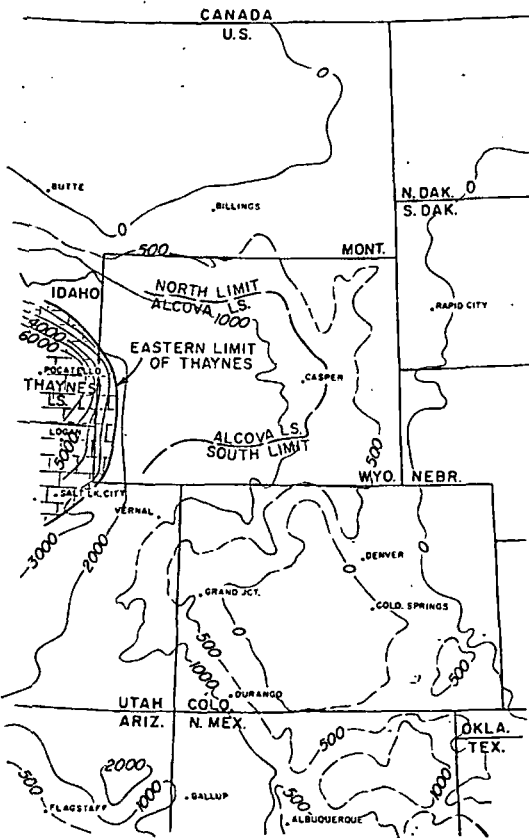 CANADA
U.S.
0
BUTTE
BILLINGS
0
N. DAK.
S. DAK.
0
0
500
MONT.
IDAHO
NORTH LIMIT
ALCOVA LS.
1000
RAPID CITY
4000
6000
EASTERN LIMIT
OF THAYNES
POCATELLO
THAYNES
LS.
CASPER
LOGAN
5000
ALCOVA LS.
SOUTH LIMIT
500
WYO.
NEBR.
SALT LK. CITY
VERNAL
3000
2000
DENVER
0
0
GRAND JCT.
COLO. SPRINGS
500
0
1000
500
DURANGO
UTAH
COLO.
ARIZ.
N. MEX.
OKLA.
TEX.
500
2000
500
1000
1000
GALLUP
500
FLAGSTAFF
ALBUQUERQUE